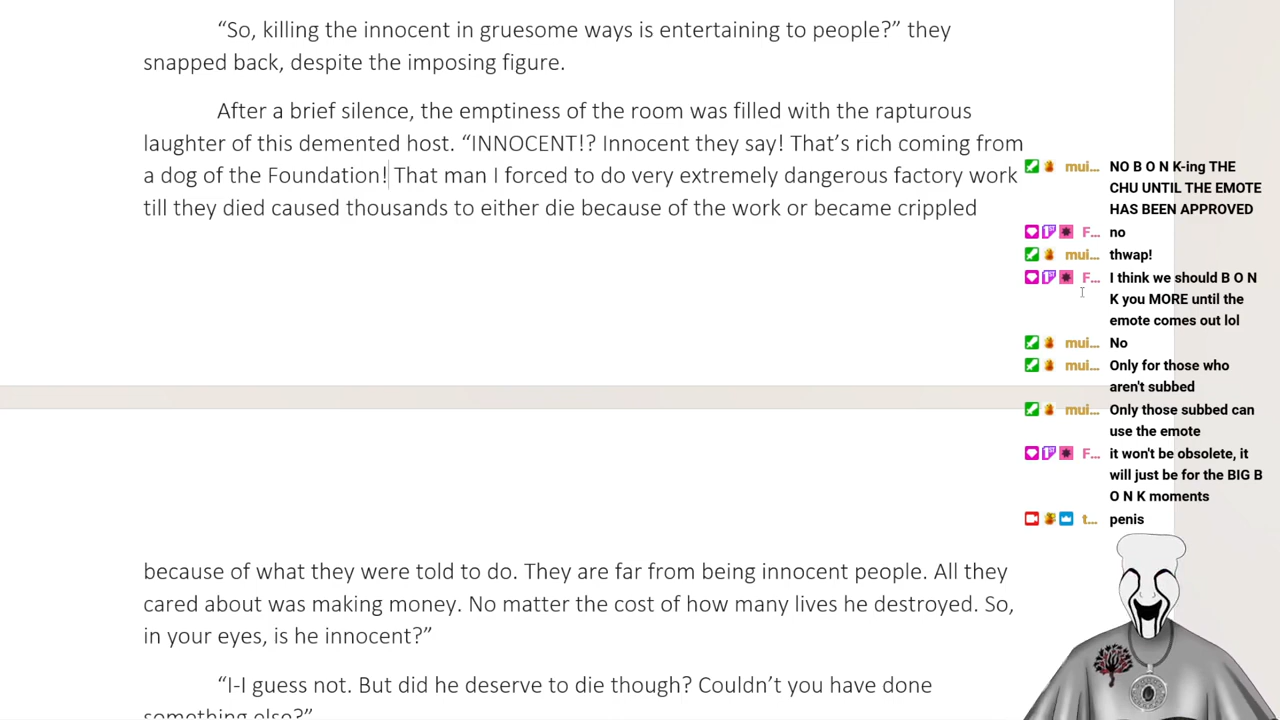 “So, killing the innocent in gruesome ways is entertaining to people?” they
snapped back, despite the imposing figure.
After a brief silence, the emptiness of the room was filled with the rapturous
laughter of this demented host. “INNOCENT!? Innocent they say! That’s rich coming from
a dog of the Foundation! That man I forced to do very extremely dangerous factory work
till they died caused thousands to either die because of the work or became crippled
because of what they were told to do. They are far from being innocent people. All they
cared about was making money. No matter the cost of how many lives he destroyed. So,
in your eyes, is he innocent?”
“I-I guess not. But did he deserve to die though? Couldn’t you have done
something else?”
mui... NO B O N K-ing THE
CHU UNTIL THE EMOTE
HAS BEEN APPROVED
F... no
mui... thwap!
F... I think we should B O N
K you MORE until the
emote comes out lol
mui... No
mui... Only for those who
aren't subbed
mui... Only those subbed can
use the emote
F... it won't be obsolete, it
will just be for the BIG B
O N K moments
t... penis